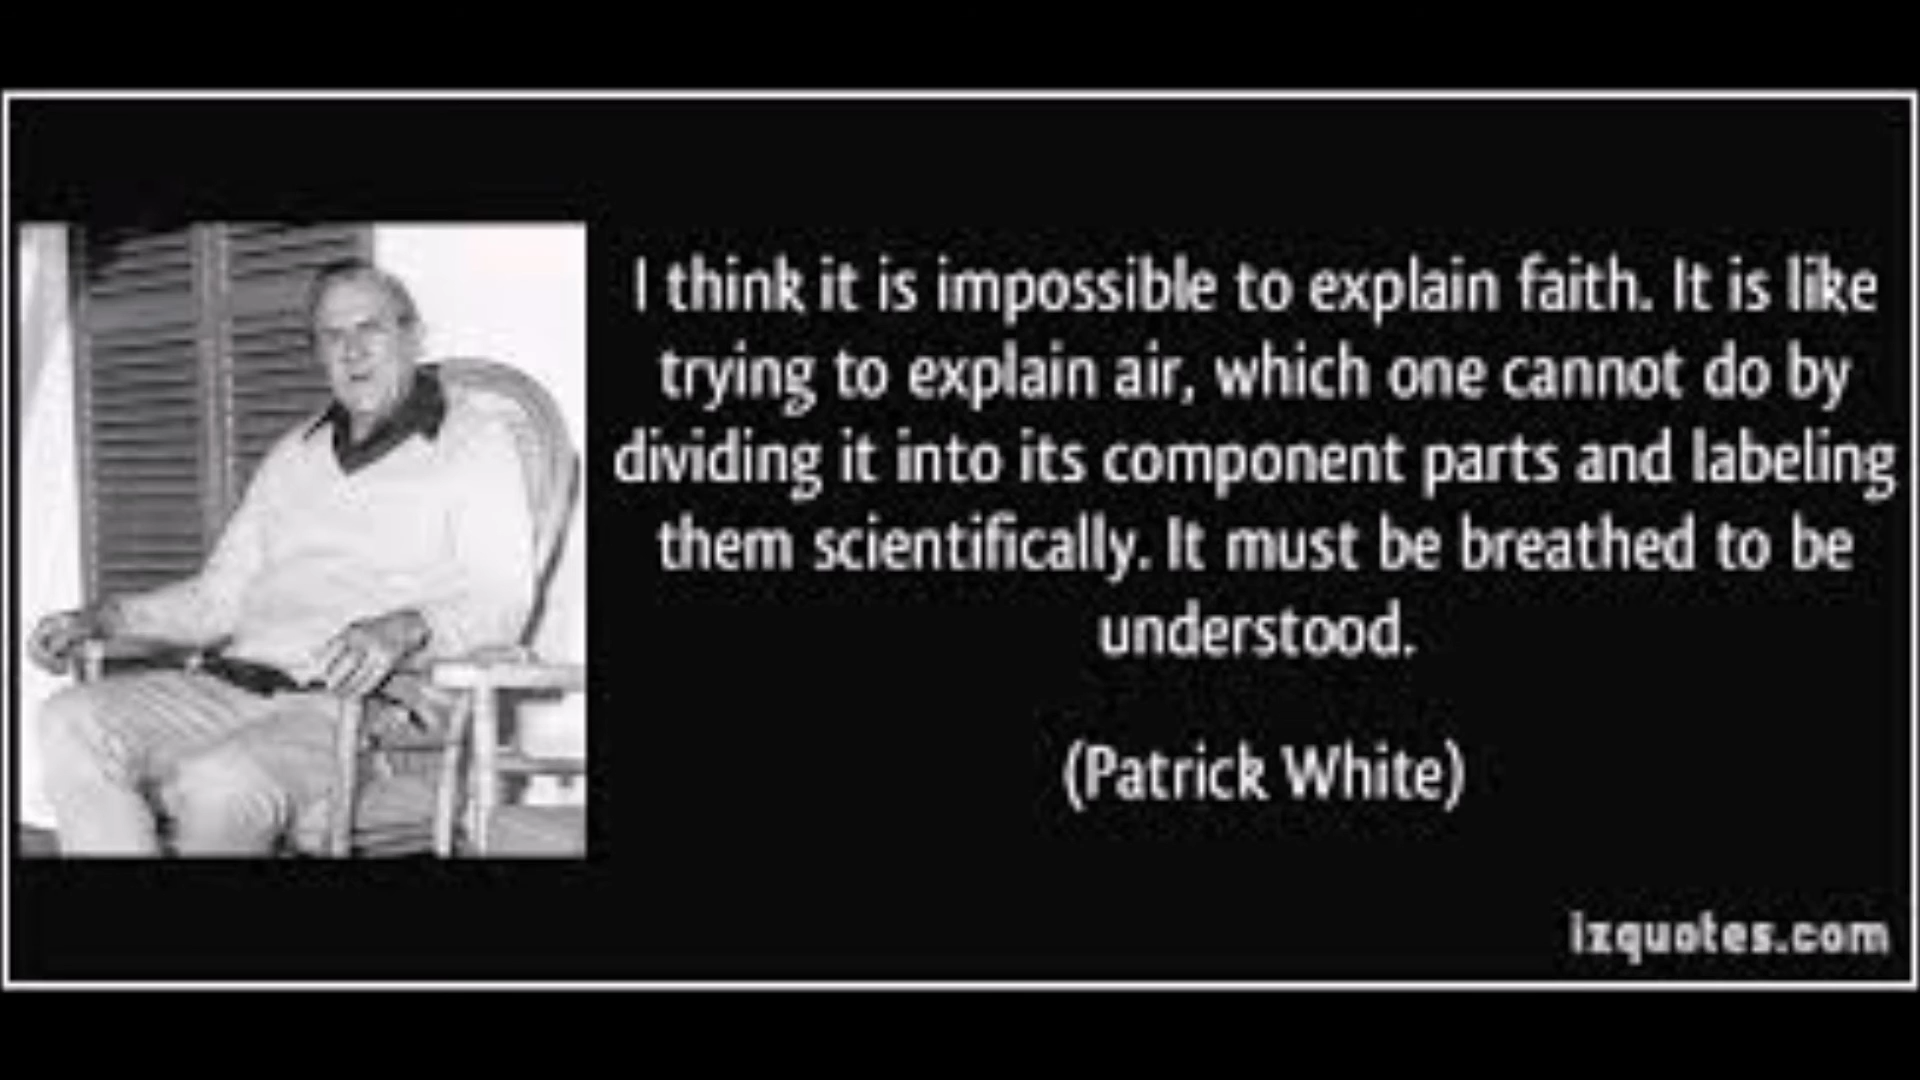 I think it is impossible to explain faith. It is like
trying to explain air, which one cannot do by
dividing it into its component parts and labeling
them scientifically. It must be breathed to be
understood.
(Patrick White)
izquotes.com